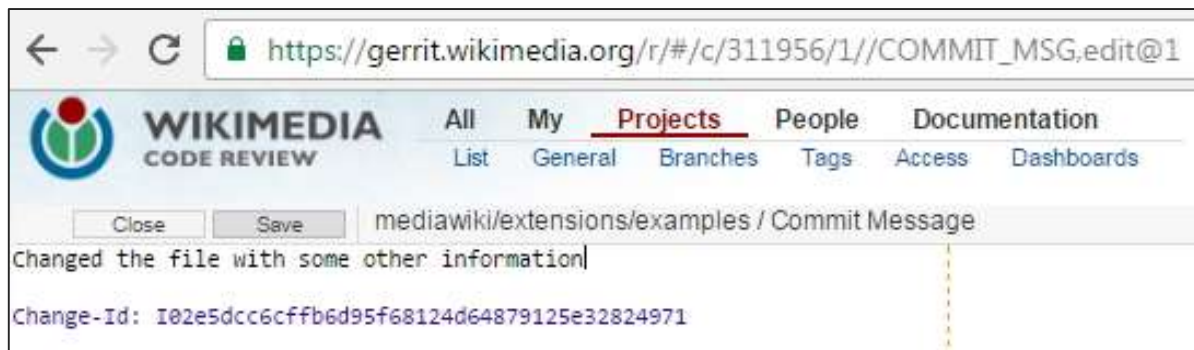 https://gerrit.wikimedia.org/r/#/c/311956/1//COMMIT_MSG,edit@1
WIKIMEDIA
CODE REVIEW
All My Projects People Documentation
List General Branches Tags Access Dashboards
Close Save mediawiki/extensions/examples / Commit Message
Changed the file with some other information
Change-Id: I02e5dcc6cffb6d95f68124d64879125e32824971